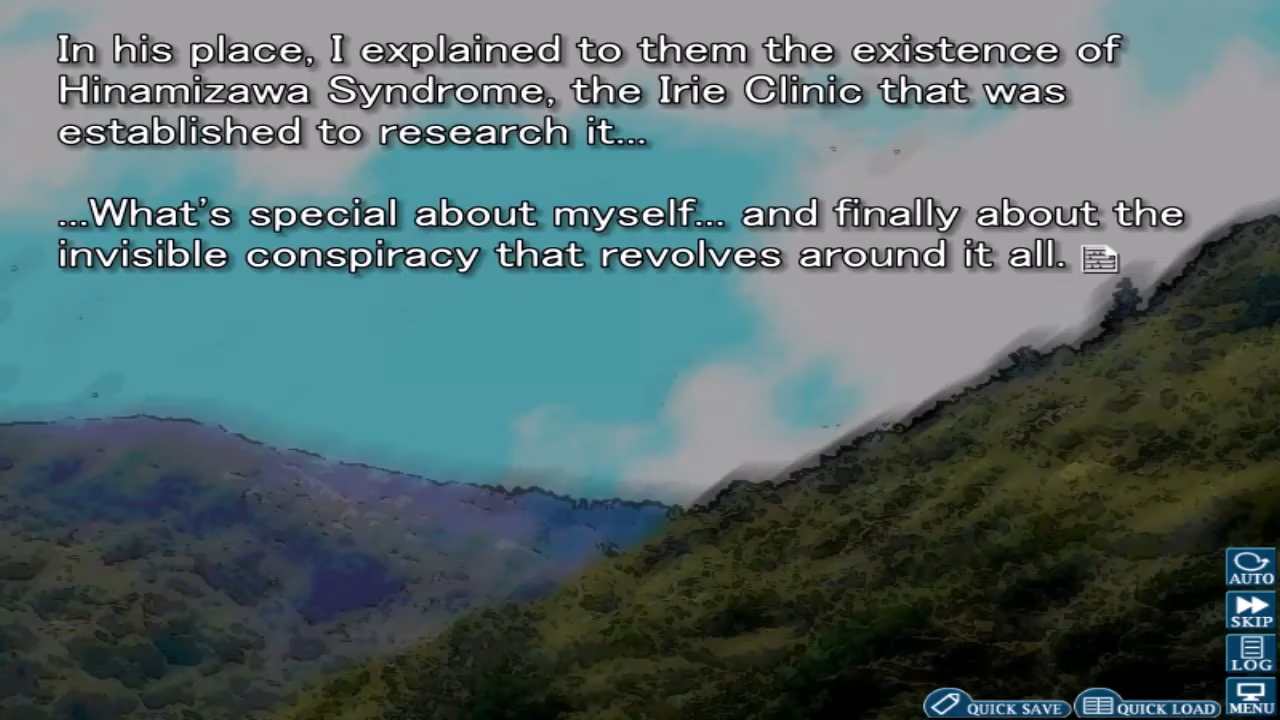 In his place, I explained to them the existence of
Hinamizawa Syndrome, the Irie Clinic that was
established to research it...
...What's special about myself... and finally about the
invisible conspiracy that revolves around it all.
AUTO
SKIP
LOG
MENU
QUICK SAVE
QUICK LOAD